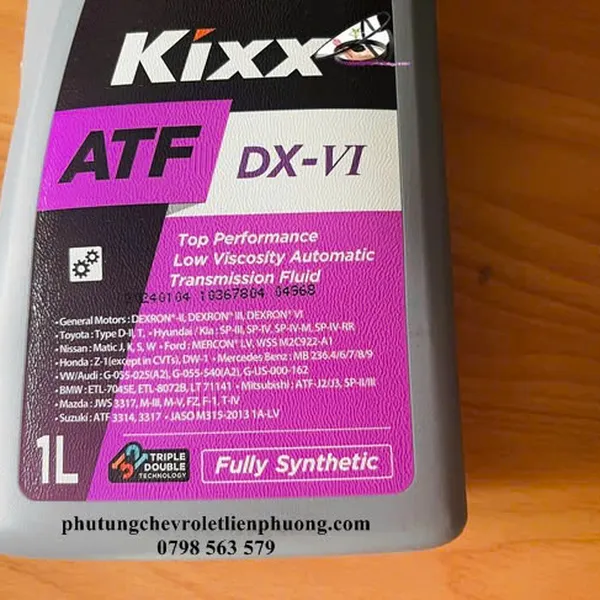 Kixx
ATF DX-VI
Top Performance
Low Viscosity Automatic
Transmission Fluid
20240104 10367804 04968
• General Motors : DEXRON®-II, DEXRON® III, DEXRON® VI
• Toyota : Type D-II, T, • Hyundai / Kia : SP-III, SP-IV, SP-IV-M, SP-IV-RR
• Nissan : Matic J, K, S, W • Ford : MERCON® LV, WSS M2C922-A1
• Honda : Z-1(except in CVTs), DW-1 • Mercedes Benz : MB 236.4/6/7/8/9
• VW/Audi : G-055-025(A2), G-055-540(A2), G-US-000-162
• BMW : ETL-7045E, ETL-8072B, LT 71141 • Mitsubishi : ATF-J2/J3, SP-II/III
• Mazda : JWS 3317, M-III, M-V, FZ, F-1, T-IV
• Suzuki : ATF 3314, 3317 • JASO M315-2013 1A-LV
1L
TRIPLE
DOUBLE
TECHNOLOGY
Fully Synthetic
phutungchevroletlienphuong.com
0798 563 579